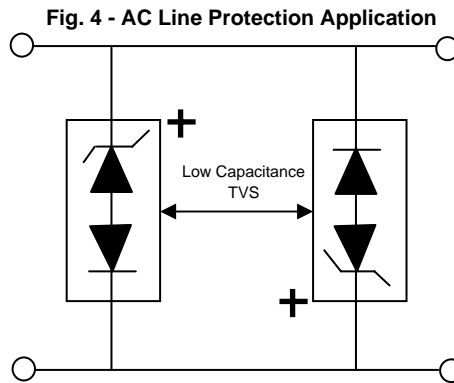 Fig. 4 - AC Line Protection Application
+
Low Capacitance
TVS
+